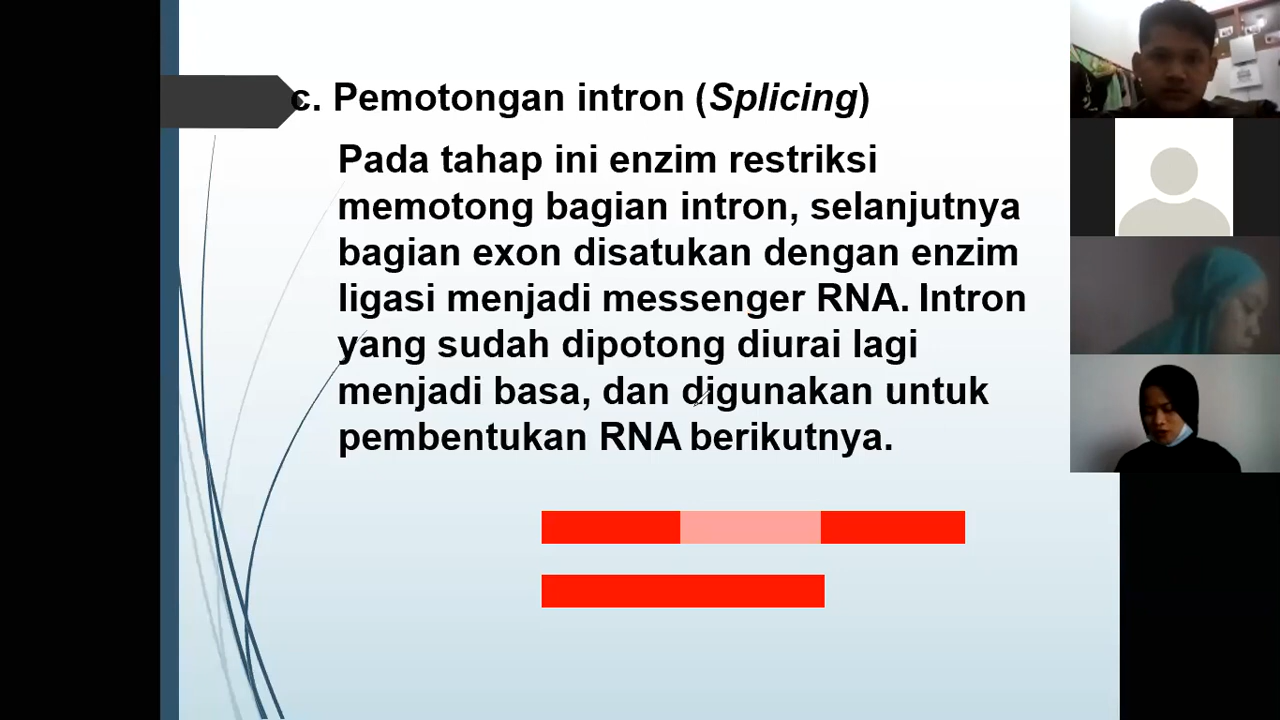 c. Pemotongan intron (Splicing)
Pada tahap ini enzim restriksi
memotong bagian intron, selanjutnya
bagian exon disatukan dengan enzim
ligasi menjadi messenger RNA. Intron
yang sudah dipotong diurai lagi
menjadi basa, dan digunakan untuk
pembentukan RNA berikutnya.